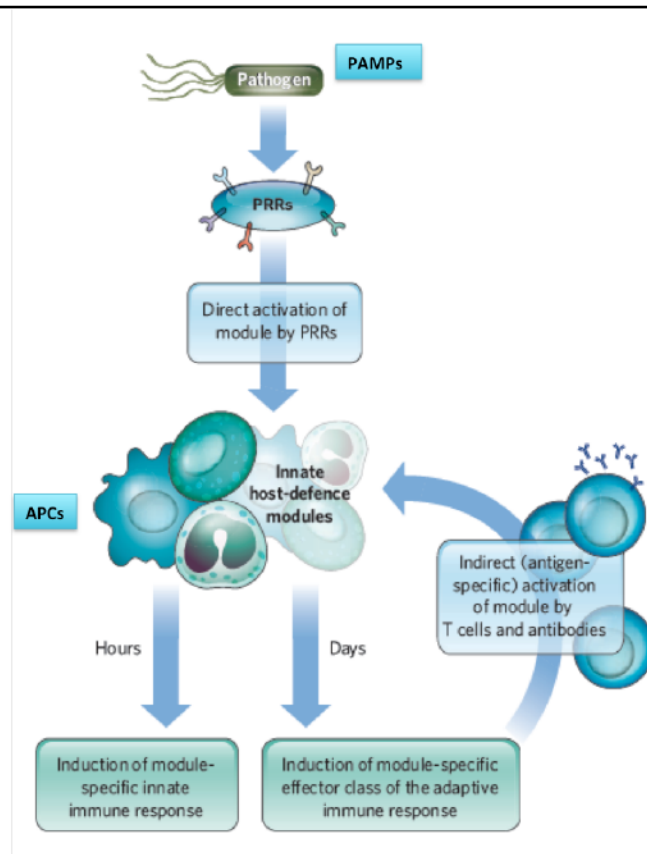 PAMPs
Pathogen
PRRs
Direct activation of
module by PRRs
Innate
host-defence
modules
APCs
Indirect (antigen-
specific) activation
of module by
T cells and antibodies
Hours
Days
Induction of module-
specific innate
immune response
Induction of module-specific
effector class of the adaptive
immune response